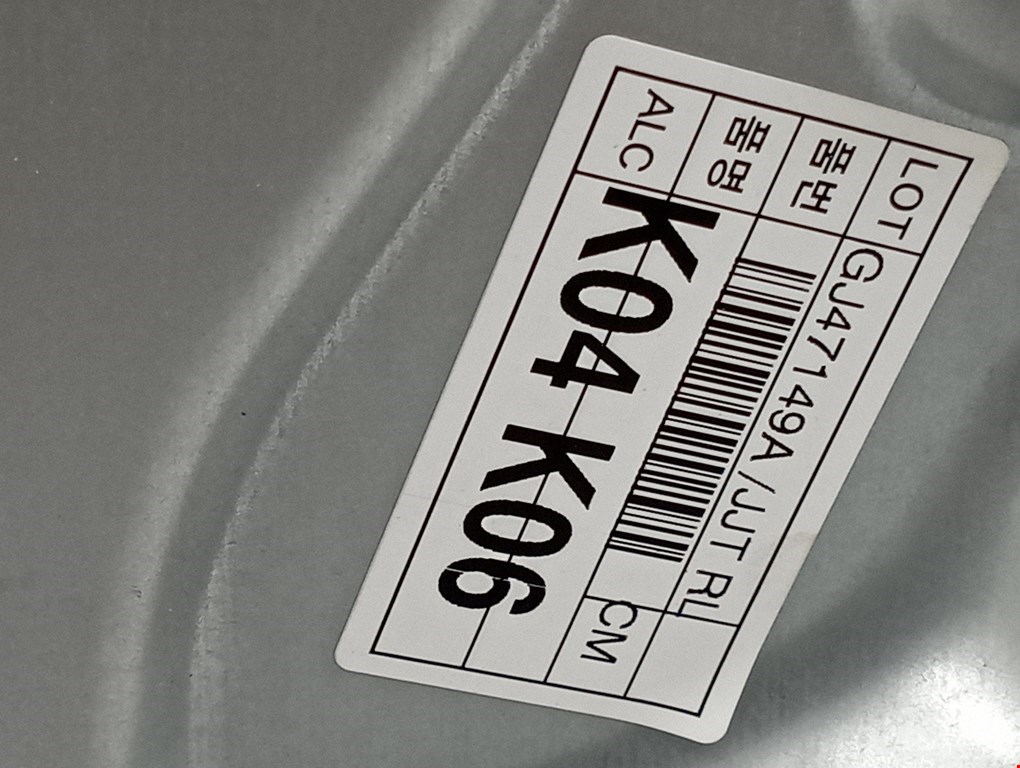 LOT GJ47149A/JJT RL
품번
품명 CM
ALC K04 K06